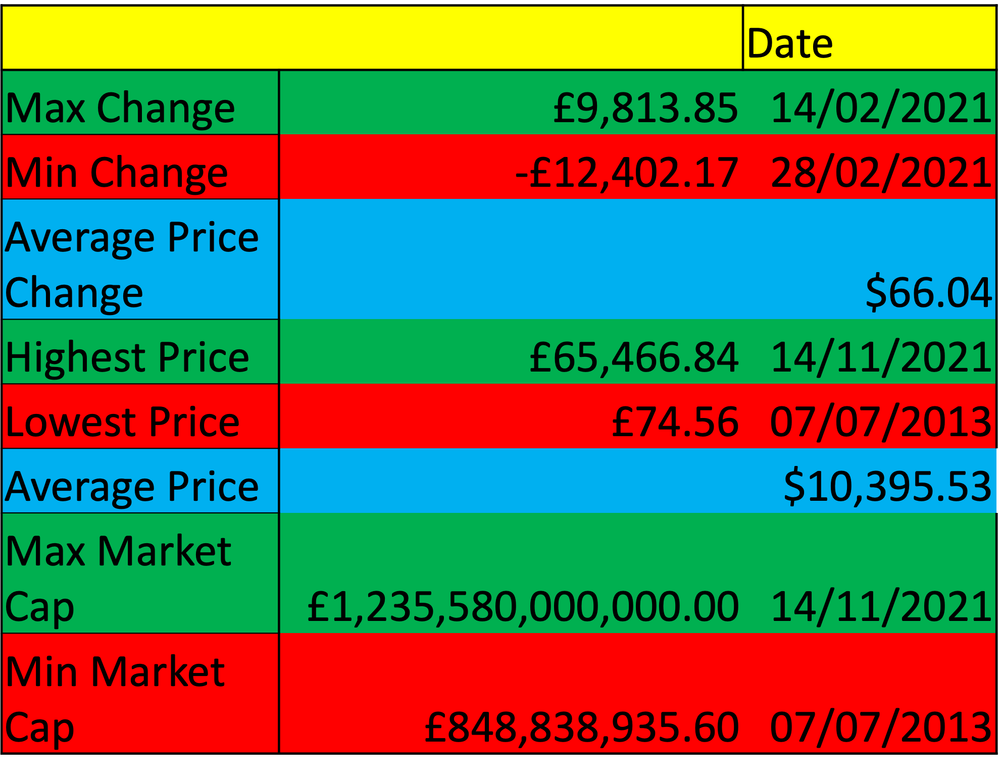 Date
Max Change £9,813.85 14/02/2021
Min Change -£12,402.17 28/02/2021
Average Price
Change $66.04
Highest Price £65,466.84 14/11/2021
Lowest Price £74.56 07/07/2013
Average Price $10,395.53
Max Market
Cap £1,235,580,000,000.00 14/11/2021
Min Market
Cap £848,838,935.60 07/07/2013